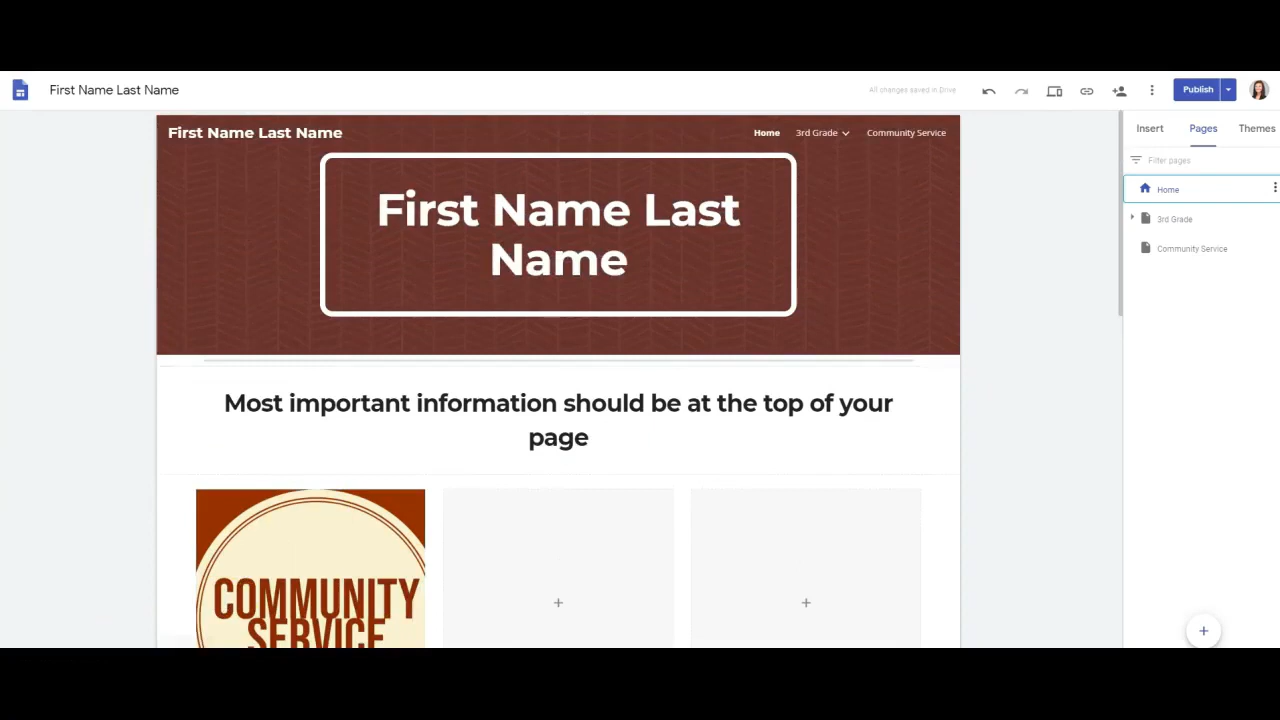 First Name Last Name
All changes saved in Drive
Publish
First Name Last Name
Home
3rd Grade
Community Service
Insert
Pages
Themes
Filter pages
Home
3rd Grade
Community Service
First Name Last
Name
Most important information should be at the top of your
page
COMMUNITY
SERVICE